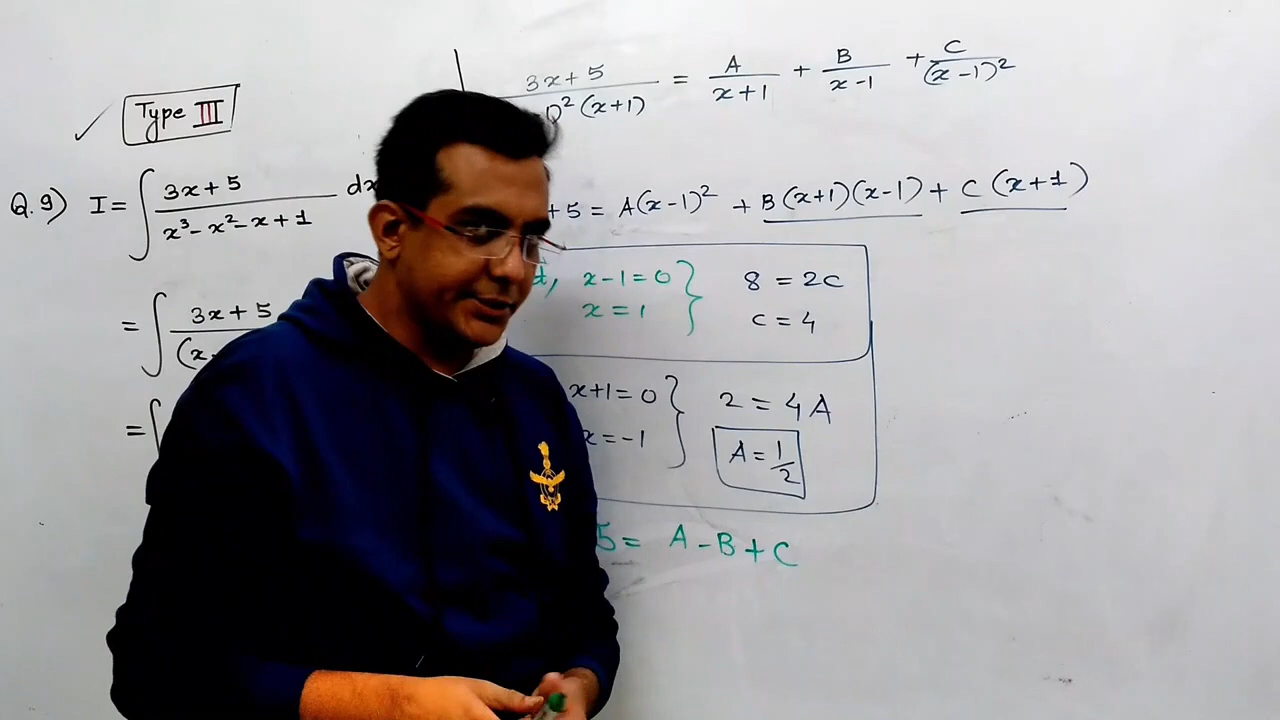 Type III
Q.9) I = ∫ 3x+5 / x³-x²-x+1 dx
= ∫ 3x+5 / (x-
= ∫
3x+5 / (x+1) = A / x+1 + B / x-1 + C / (x-1)²
+5 = A(x-1)² + B(x+1)(x-1) + C(x+1)
x-1=0 } 8 = 2C
x=1 C = 4
x+1=0 } 2 = 4A
x=-1 A = 1/2
5 = A-B+C